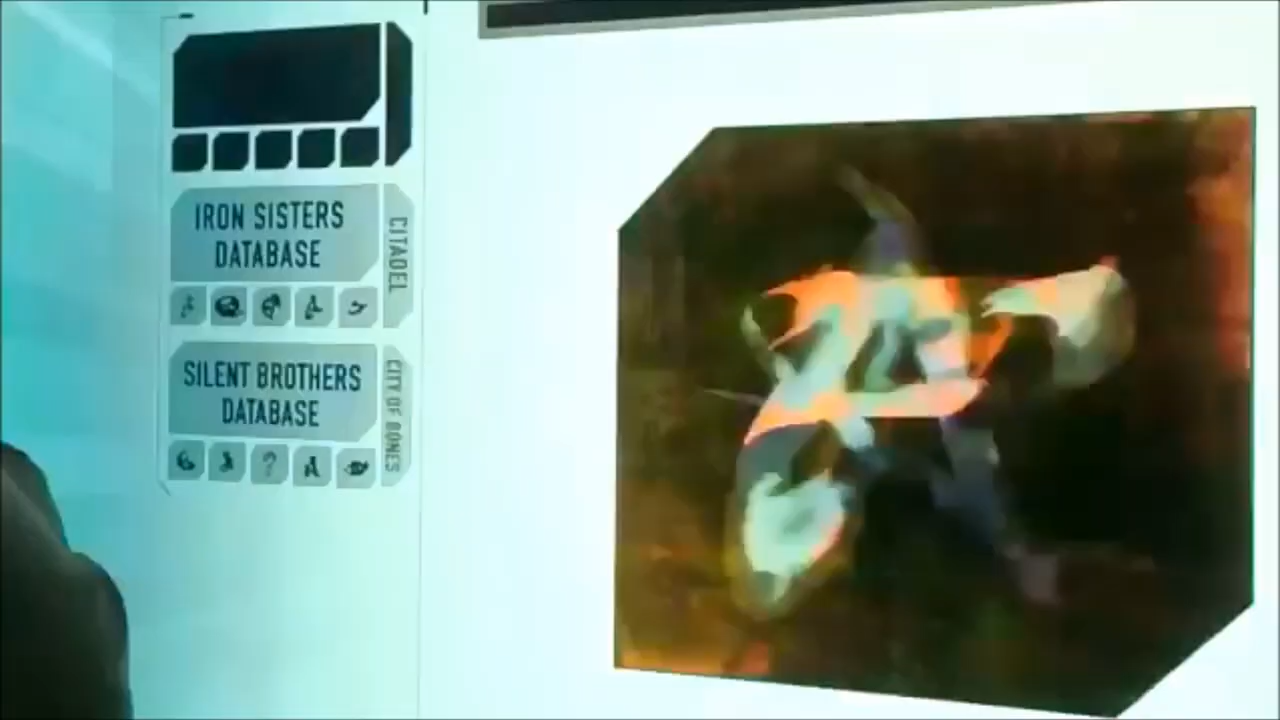 IRON SISTERS
DATABASE
CITADEL
SILENT BROTHERS
DATABASE
CITY OF BONES
?